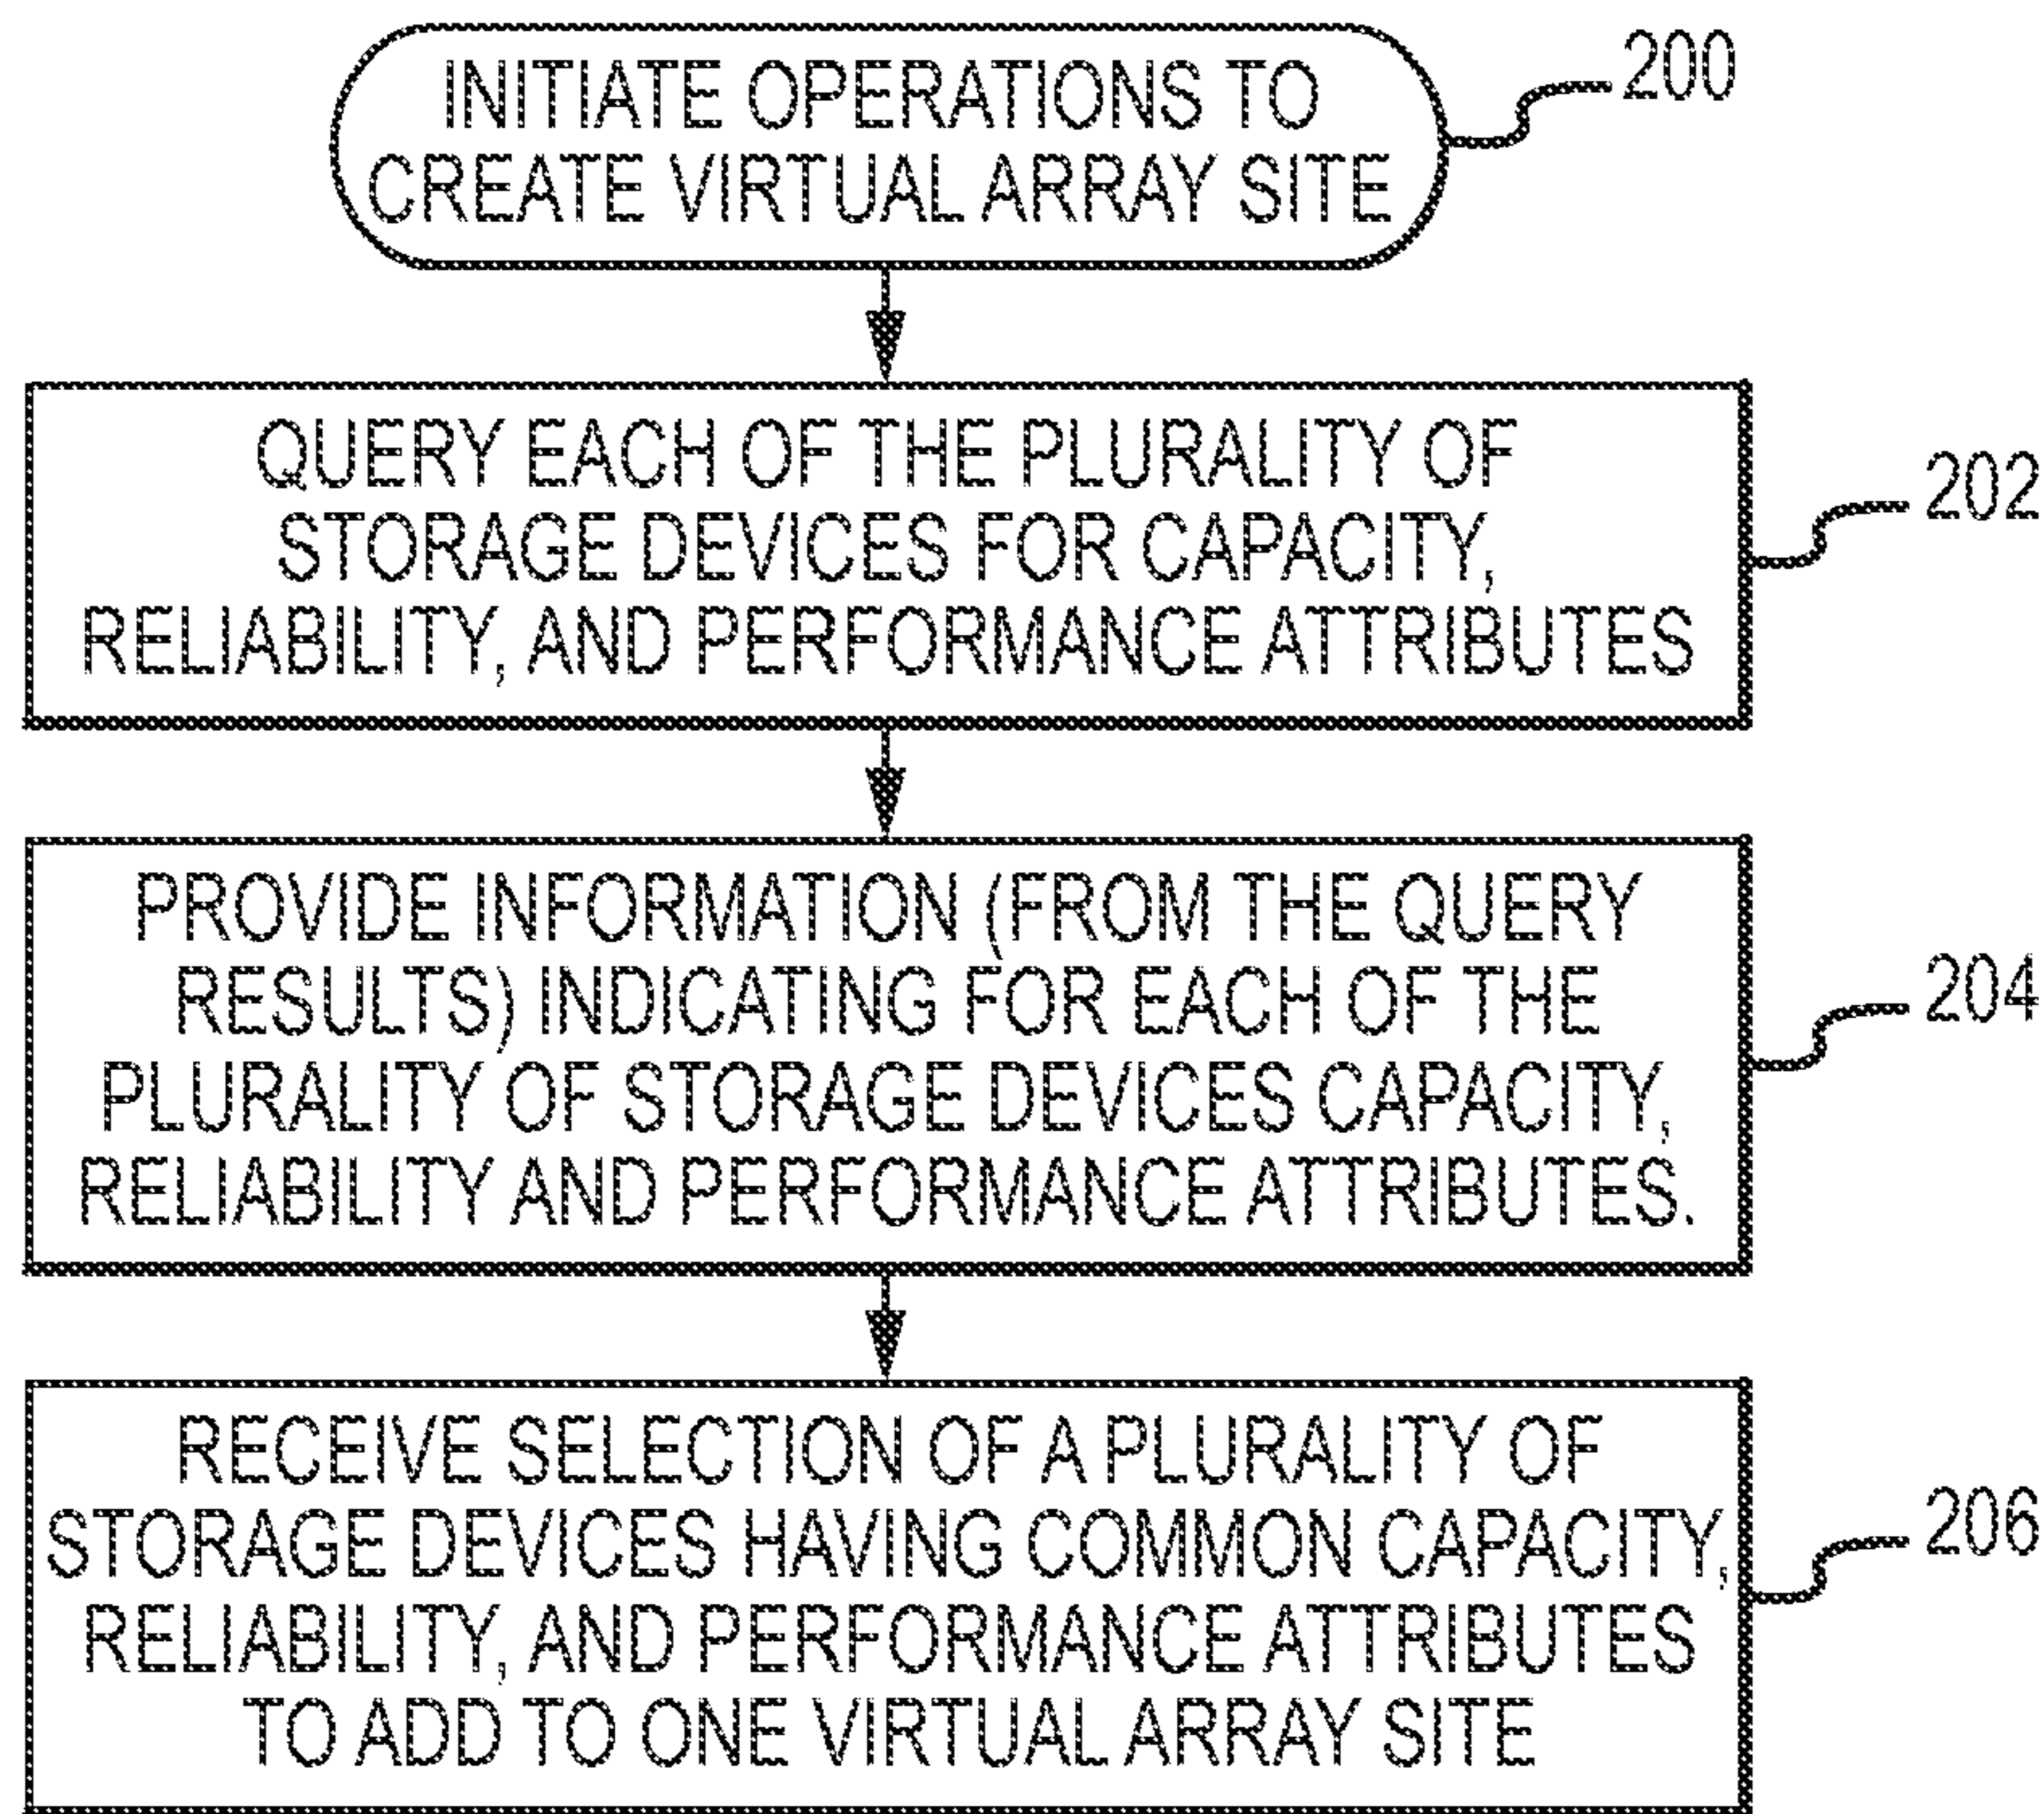 INITIATE OPERATIONS TO
CREATE VIRTUAL ARRAY SITE
200
QUERY EACH OF THE PLURALITY OF
STORAGE DEVICES FOR CAPACITY,
RELIABILITY, AND PERFORMANCE ATTRIBUTES
202
PROVIDE INFORMATION (FROM THE QUERY
RESULTS) INDICATING FOR EACH OF THE
PLURALITY OF STORAGE DEVICES CAPACITY,
RELIABILITY AND PERFORMANCE ATTRIBUTES.
204
RECEIVE SELECTION OF A PLURALITY OF
STORAGE DEVICES HAVING COMMON CAPACITY,
RELIABILITY, AND PERFORMANCE ATTRIBUTES
TO ADD TO ONE VIRTUAL ARRAY SITE
206